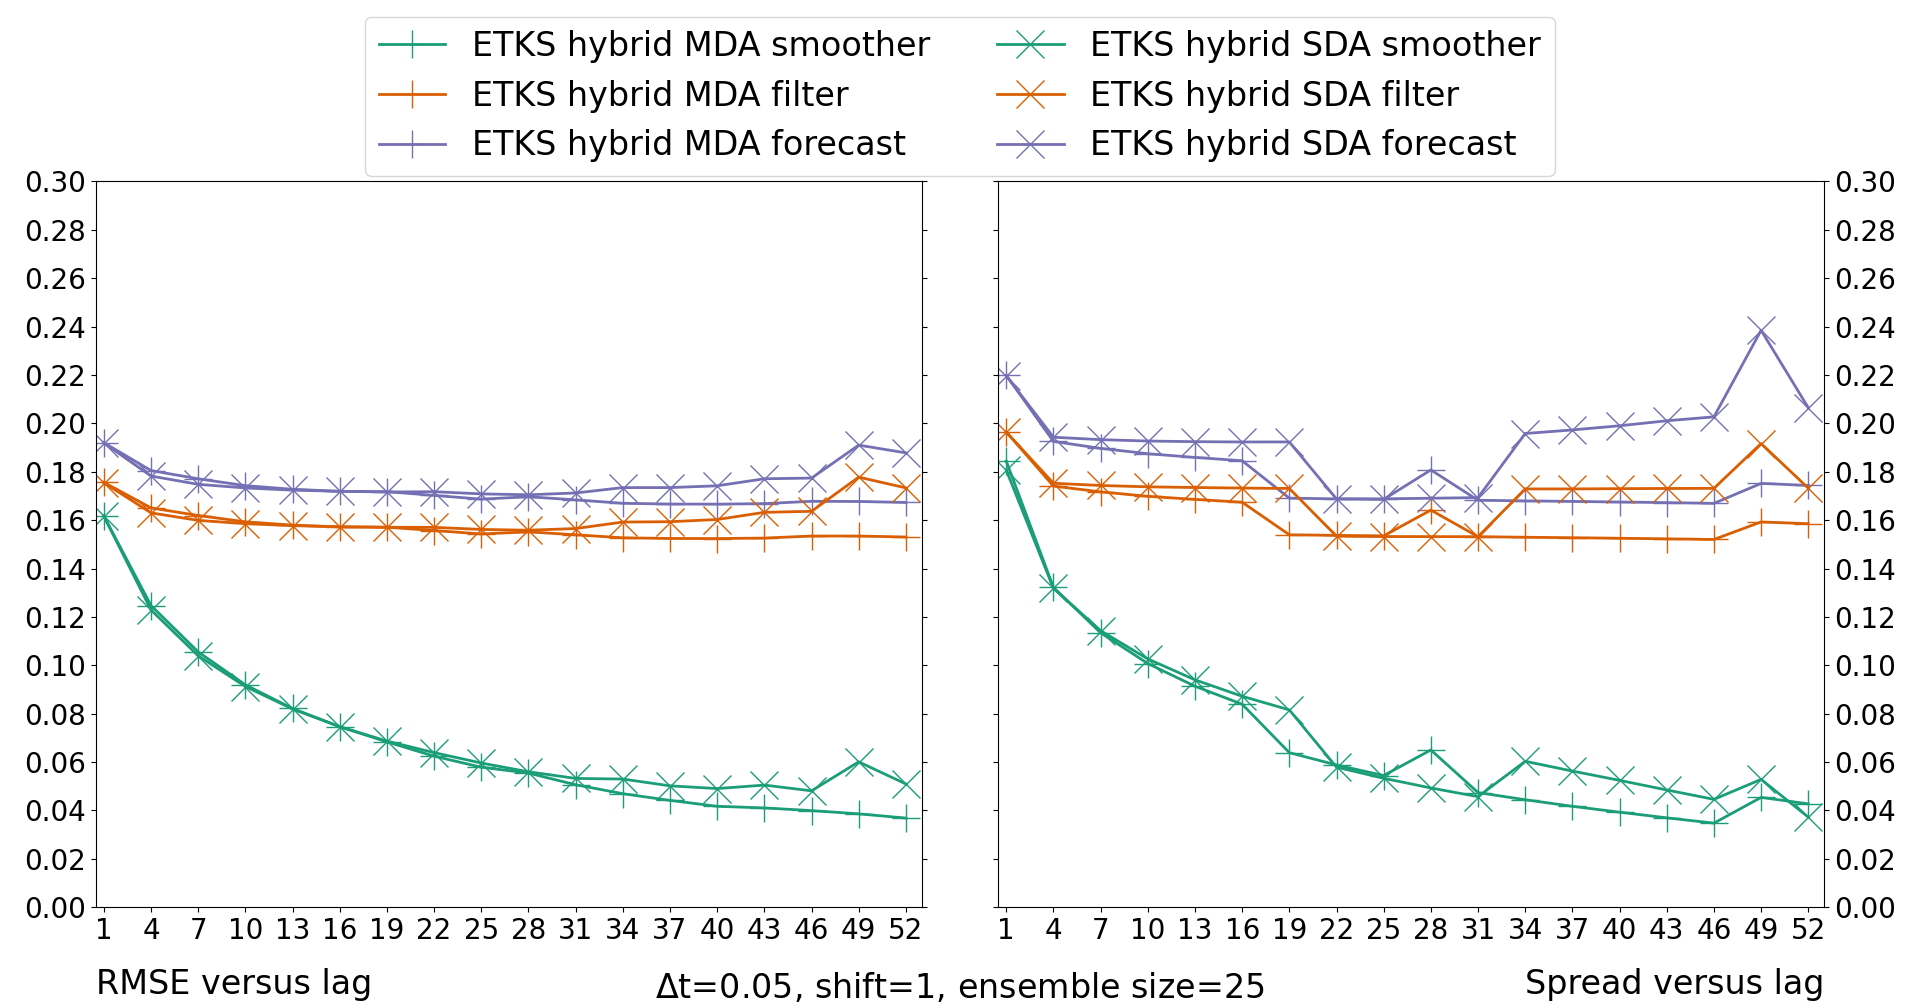 ETKS hybrid MDA smoother
ETKS hybrid MDA filter
ETKS hybrid MDA forecast
ETKS hybrid SDA smoother
ETKS hybrid SDA filter
ETKS hybrid SDA forecast
0.30
0.28
0.26
0.24
0.22
0.20
0.18
0.16
0.14
0.12
0.10
0.08
0.06
0.04
0.02
0.00
1 4 7 10 13 16 19 22 25 28 31 34 37 40 43 46 49 52
0.30
0.28
0.26
0.24
0.22
0.20
0.18
0.16
0.14
0.12
0.10
0.08
0.06
0.04
0.02
0.00
1 4 7 10 13 16 19 22 25 28 31 34 37 40 43 46 49 52
RMSE versus lag
Δt=0.05, shift=1, ensemble size=25
Spread versus lag